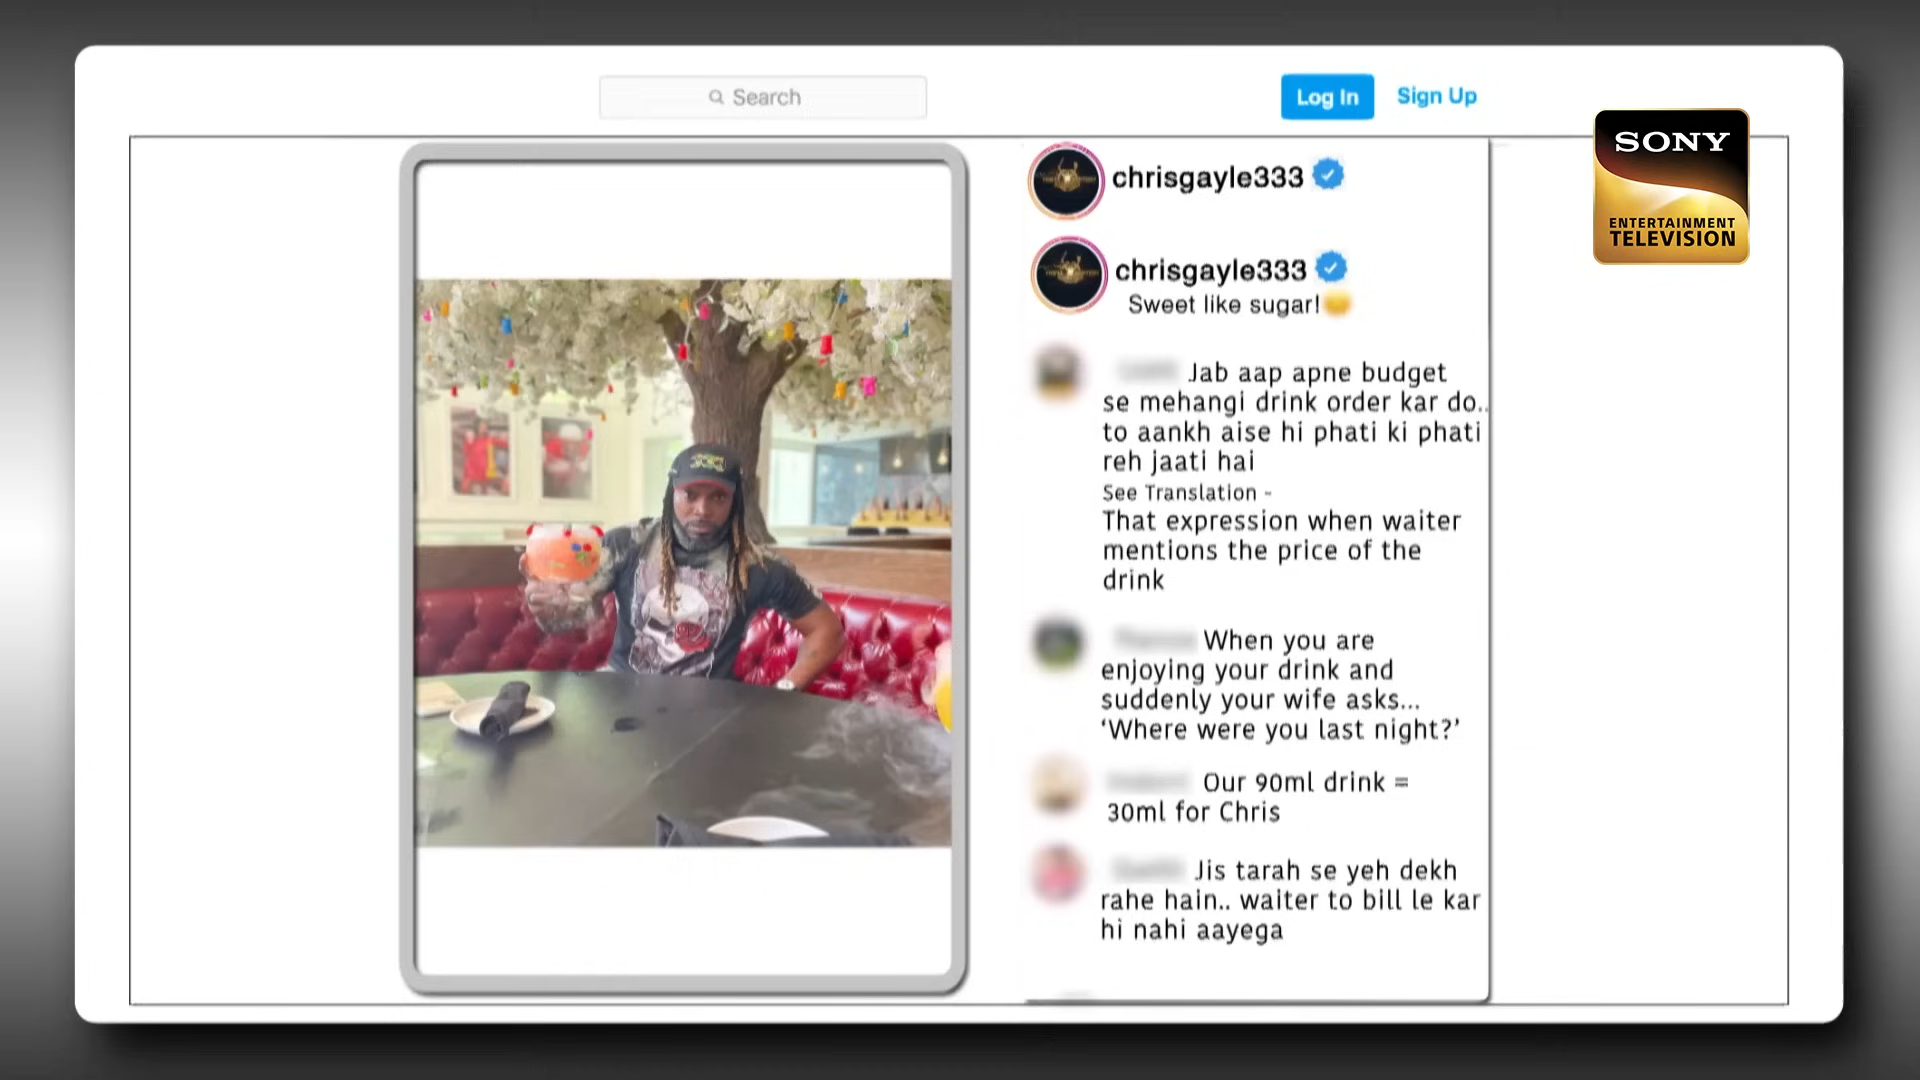 Search
Log In
Sign Up
SONY
ENTERTAINMENT
TELEVISION
chrisgayle333
chrisgayle333
Sweet like sugar!
Jab aap apne budget
se mehangi drink order kar do..
to aankh aise hi phati ki phati
reh jaati hai
See Translation -
That expression when waiter
mentions the price of the
drink
When you are
enjoying your drink and
suddenly your wife asks...
‘Where were you last night?’
Our 90ml drink =
30ml for Chris
Jis tarah se yeh dekh
rahe hain.. waiter to bill le kar
hi nahi aayega